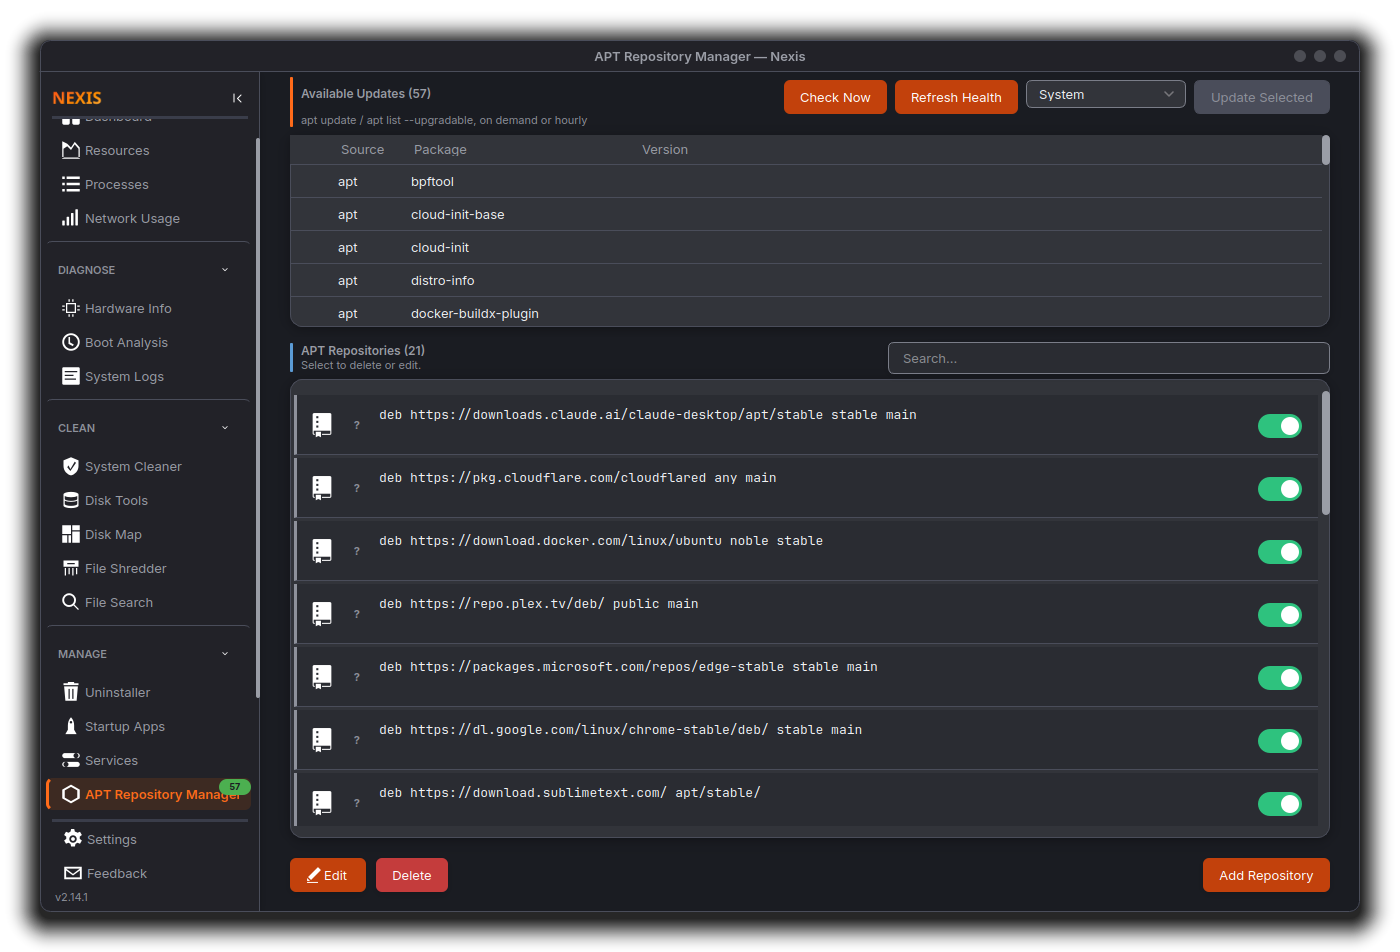 APT Repository Manager — Nexis
NEXIS
Dashboard
Resources
Processes
Network Usage
DIAGNOSE
Hardware Info
Boot Analysis
System Logs
CLEAN
System Cleaner
Disk Tools
Disk Map
File Shredder
File Search
MANAGE
Uninstaller
Startup Apps
Services
APT Repository Manager
57
Settings
Feedback
v2.14.1
Available Updates (57)
apt update / apt list --upgradable, on demand or hourly
Check Now
Refresh Health
System
Update Selected
Source Package Version
apt bpftool
apt cloud-init-base
apt cloud-init
apt distro-info
apt docker-buildx-plugin
APT Repositories (21)
Select to delete or edit.
Search...
? deb https://downloads.claude.ai/claude-desktop/apt/stable stable main
? deb https://pkg.cloudflare.com/cloudflared any main
? deb https://download.docker.com/linux/ubuntu noble stable
? deb https://repo.plex.tv/deb/ public main
? deb https://packages.microsoft.com/repos/edge-stable stable main
? deb https://dl.google.com/linux/chrome-stable/deb/ stable main
? deb https://download.sublimetext.com/ apt/stable/
Edit
Delete
Add Repository